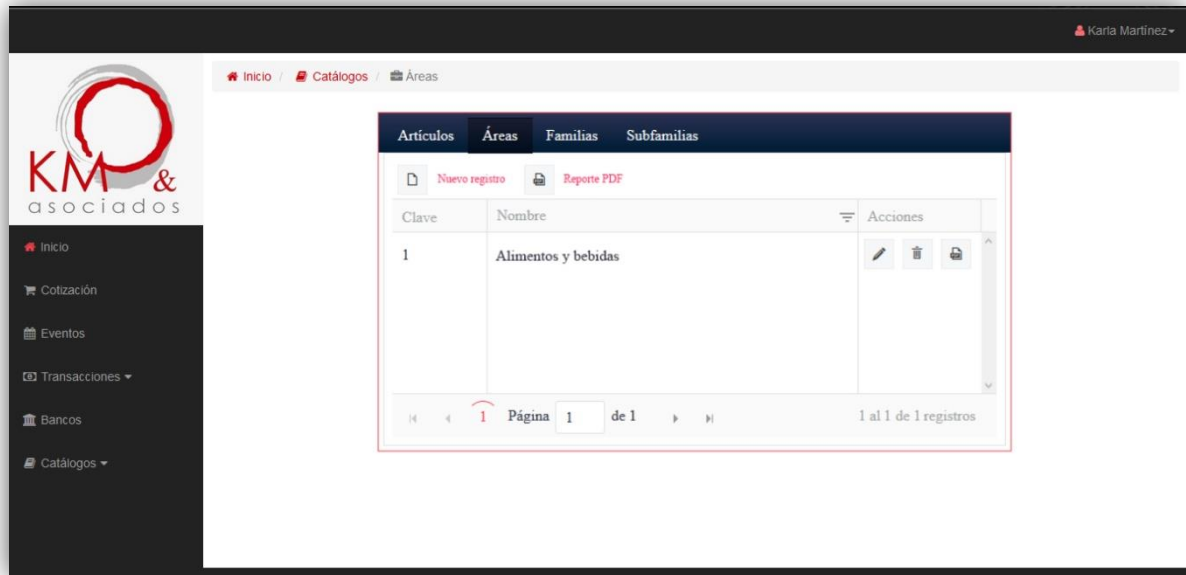 Karla Martínez
Inicio / Catálogos / Áreas
KM &
asociados
Inicio
Cotización
Eventos
Transacciones
Bancos
Catálogos
Artículos Áreas Familias Subfamilias
Nuevo registro Reporte PDF
Clave Nombre Acciones
1 Alimentos y bebidas
1 Página 1 de 1 1 al 1 de 1 registros